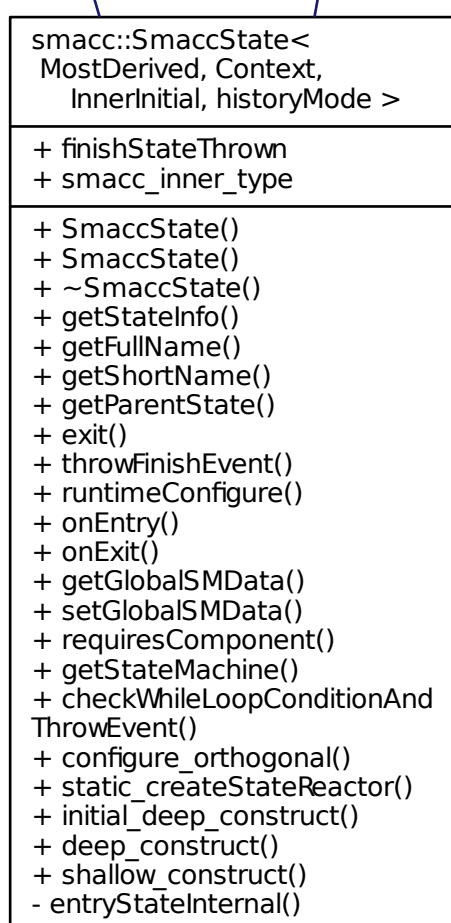 smacc::SmaccState<
MostDerived, Context,
InnerInitial, historyMode >
+ finishStateThrown
+ smacc_inner_type
+ SmaccState()
+ SmaccState()
+ ~SmaccState()
+ getStateInfo()
+ getFullName()
+ getShortName()
+ getParentState()
+ exit()
+ throwFinishEvent()
+ runtimeConfigure()
+ onEntry()
+ onExit()
+ getGlobalSMData()
+ setGlobalSMData()
+ requiresComponent()
+ getStateMachine()
+ checkWhileLoopConditionAnd
ThrowEvent()
+ configure_orthogonal()
+ static_createStateReactor()
+ initial_deep_construct()
+ deep_construct()
+ shallow_construct()
- entryStateInternal()